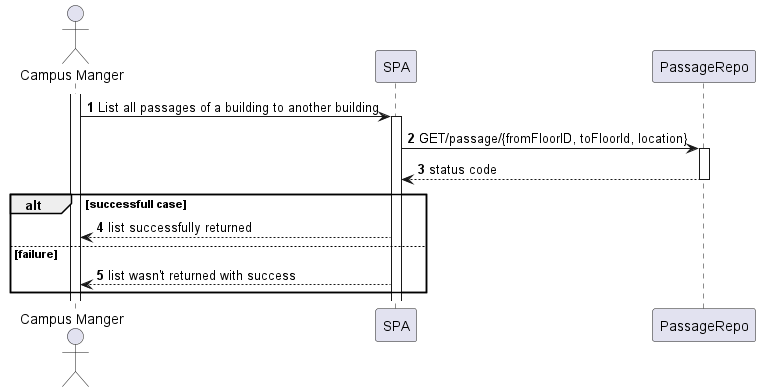 Campus Manger
SPA
PassageRepo
1 List all passages of a building to another building
2 GET/passage/{fromFloorID, toFloorId, location}
3 status code
alt [successfull case]
4 list successfully returned
[failure]
5 list wasn't returned with success
Campus Manger
SPA
PassageRepo